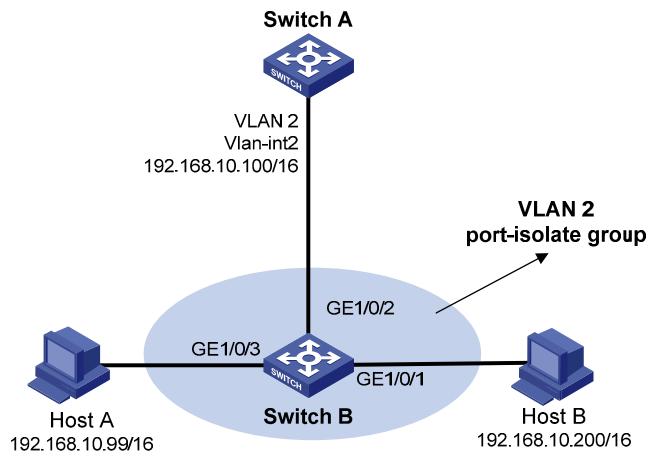 Switch A
SWITCH
VLAN 2
Vlan-int2
192.168.10.100/16
VLAN 2
port-isolate group
GE1/0/2
GE1/0/3
SWITCH
GE1/0/1
Host A
192.168.10.99/16
Switch B
Host B
192.168.10.200/16